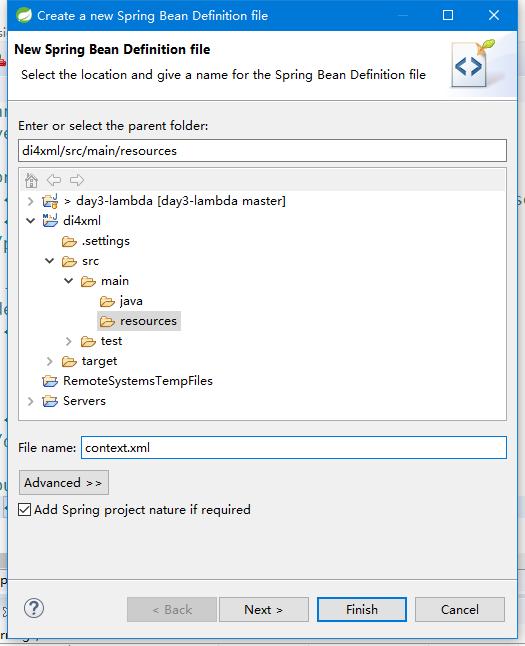 Create a new Spring Bean Definition file
New Spring Bean Definition file
Select the location and give a name for the Spring Bean Definition file
Enter or select the parent folder:
di4xml/src/main/resources
> day3-lambda [day3-lambda master]
di4xml
.settings
src
main
java
resources
test
target
RemoteSystemsTempFiles
Servers
File name: context.xml
Advanced >>
Add Spring project nature if required
< Back Next > Finish Cancel